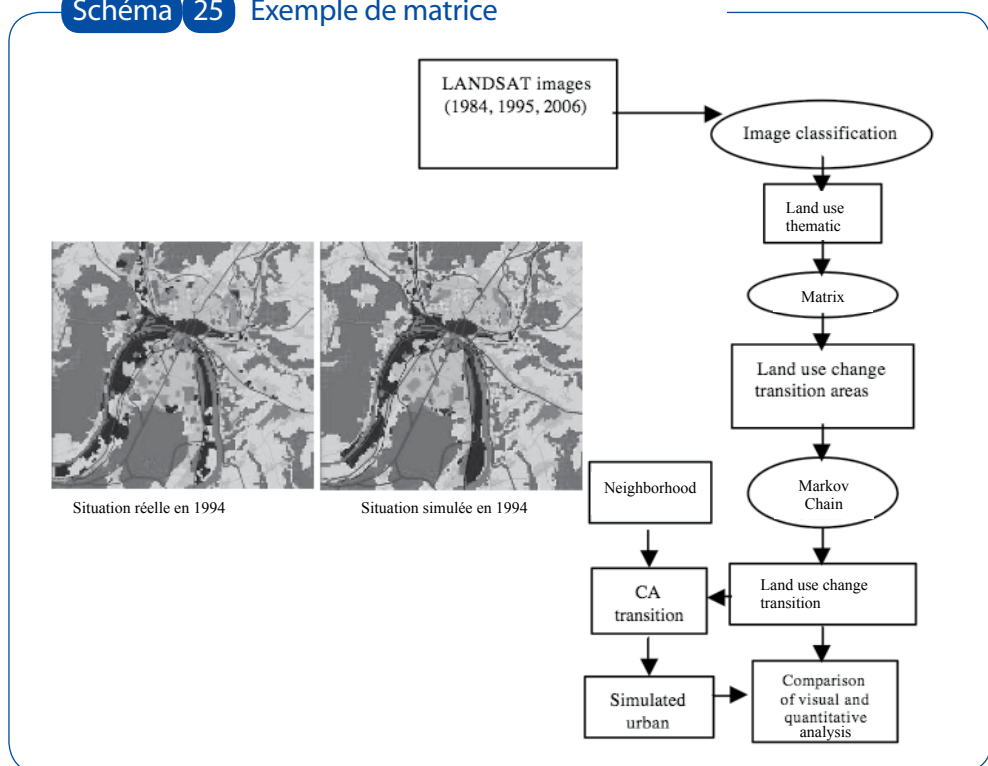 Schéma 25 Exemple de matrice
LANDSAT images
(1984, 1995, 2006)
Image classification
Land use
thematic
Matrix
Land use change
transition areas
Situation réelle en 1994
Situation simulée en 1994
Neighborhood
Markov
Chain
CA
transition
Land use change
transition
Simulated
urban
Comparison
of visual and
quantitative
analysis